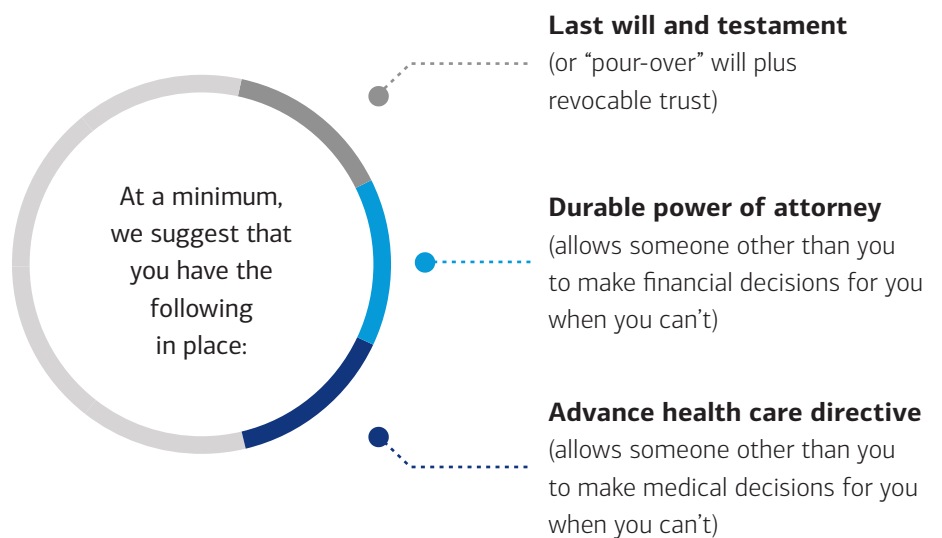 At a minimum,
we suggest that
you have the
following
in place:
Last will and testament
(or “pour-over” will plus
revocable trust)
Durable power of attorney
(allows someone other than you
to make financial decisions for you
when you can’t)
Advance health care directive
(allows someone other than you
to make medical decisions for you
when you can’t)